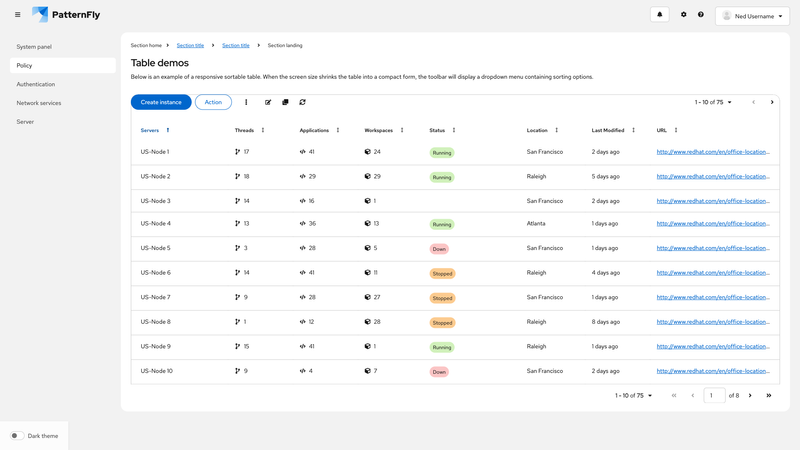 PatternFly
Ned Username
System panel
Policy
Authentication
Network services
Server
Section home Section title Section title Section landing
Table demos
Below is an example of a responsive sortable table. When the screen size shrinks the table into a compact form, the toolbar will display a dropdown menu containing sorting options.
Create instance Action 1 - 10 of 75
Servers Threads Applications Workspaces Status Location Last Modified URL
US-Node 1 17 41 24 Running San Francisco 2 days ago http://www.redhat.com/en/office-location...
US-Node 2 18 29 29 Running Raleigh 5 days ago http://www.redhat.com/en/office-location...
US-Node 3 14 16 1 San Francisco 2 days ago http://www.redhat.com/en/office-location...
US-Node 4 13 36 13 Running Atlanta 1 days ago http://www.redhat.com/en/office-location...
US-Node 5 3 28 5 Down San Francisco 1 days ago http://www.redhat.com/en/office-location...
US-Node 6 14 41 11 Stopped Raleigh 4 days ago http://www.redhat.com/en/office-location...
US-Node 7 9 28 27 Stopped San Francisco 1 days ago http://www.redhat.com/en/office-location...
US-Node 8 1 12 28 Stopped Raleigh 8 days ago http://www.redhat.com/en/office-location...
US-Node 9 15 41 1 Running Raleigh 1 days ago http://www.redhat.com/en/office-location...
US-Node 10 9 4 7 Down San Francisco 2 days ago http://www.redhat.com/en/office-location...
1 - 10 of 75 1 of 8
Dark theme